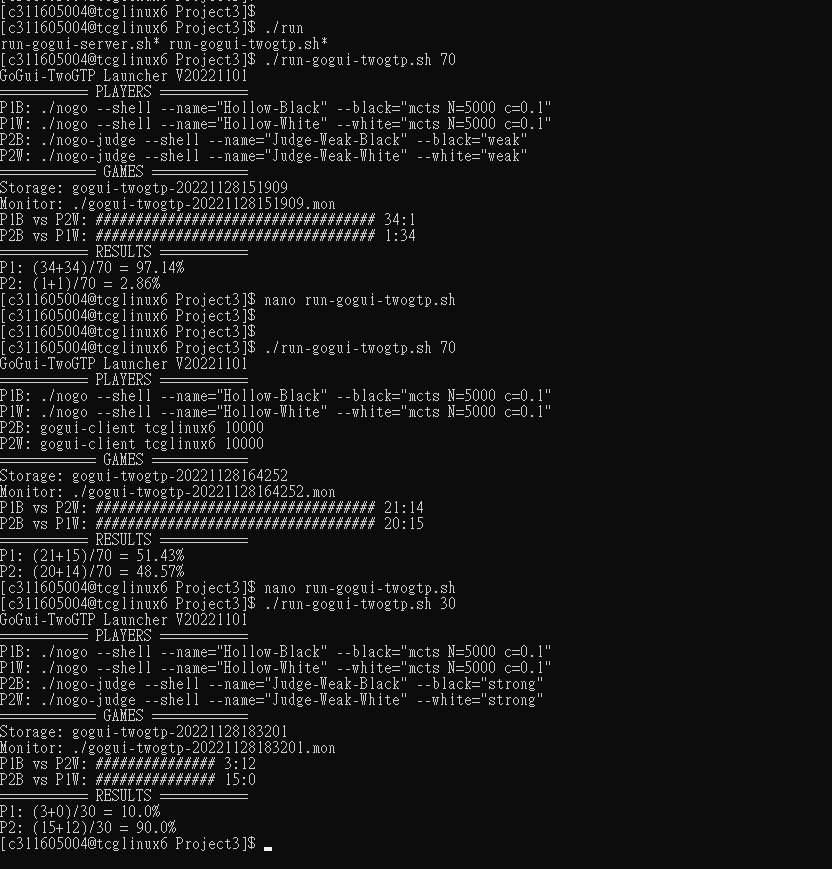 [c311605004@tcglinux6 Project3]$
[c311605004@tcglinux6 Project3]$ ./run
run-gogui-server.sh* run-gogui-twogtp.sh*
[c311605004@tcglinux6 Project3]$ ./run-gogui-twogtp.sh 70
GoGui-TwoGTP Launcher V20221101
=========== PLAYERS ===========
P1B: ./nogo --shell --name="Hollow-Black" --black="mcts N=5000 c=0.1"
P1W: ./nogo --shell --name="Hollow-White" --white="mcts N=5000 c=0.1"
P2B: ./nogo-judge --shell --name="Judge-Weak-Black" --black="weak"
P2W: ./nogo-judge --shell --name="Judge-Weak-White" --white="weak"
============ GAMES ============
Storage: gogui-twogtp-20221128151909
Monitor: ./gogui-twogtp-20221128151909.mon
P1B vs P2W: ################################### 34:1
P2B vs P1W: ################################### 1:34
=========== RESULTS ===========
P1: (34+34)/70 = 97.14%
P2: (1+1)/70 = 2.86%
[c311605004@tcglinux6 Project3]$ nano run-gogui-twogtp.sh
[c311605004@tcglinux6 Project3]$
[c311605004@tcglinux6 Project3]$
[c311605004@tcglinux6 Project3]$ ./run-gogui-twogtp.sh 70
GoGui-TwoGTP Launcher V20221101
=========== PLAYERS ===========
P1B: ./nogo --shell --name="Hollow-Black" --black="mcts N=5000 c=0.1"
P1W: ./nogo --shell --name="Hollow-White" --white="mcts N=5000 c=0.1"
P2B: gogui-client tcglinux6 10000
P2W: gogui-client tcglinux6 10000
============ GAMES ============
Storage: gogui-twogtp-20221128164252
Monitor: ./gogui-twogtp-20221128164252.mon
P1B vs P2W: ################################### 21:14
P2B vs P1W: ################################### 20:15
=========== RESULTS ===========
P1: (21+15)/70 = 51.43%
P2: (20+14)/70 = 48.57%
[c311605004@tcglinux6 Project3]$ nano run-gogui-twogtp.sh
[c311605004@tcglinux6 Project3]$ ./run-gogui-twogtp.sh 30
GoGui-TwoGTP Launcher V20221101
=========== PLAYERS ===========
P1B: ./nogo --shell --name="Hollow-Black" --black="mcts N=5000 c=0.1"
P1W: ./nogo --shell --name="Hollow-White" --white="mcts N=5000 c=0.1"
P2B: ./nogo-judge --shell --name="Judge-Weak-Black" --black="strong"
P2W: ./nogo-judge --shell --name="Judge-Weak-White" --white="strong"
============ GAMES ============
Storage: gogui-twogtp-20221128183201
Monitor: ./gogui-twogtp-20221128183201.mon
P1B vs P2W: ############### 3:12
P2B vs P1W: ############### 15:0
=========== RESULTS ===========
P1: (3+0)/30 = 10.0%
P2: (15+12)/30 = 90.0%
[c311605004@tcglinux6 Project3]$